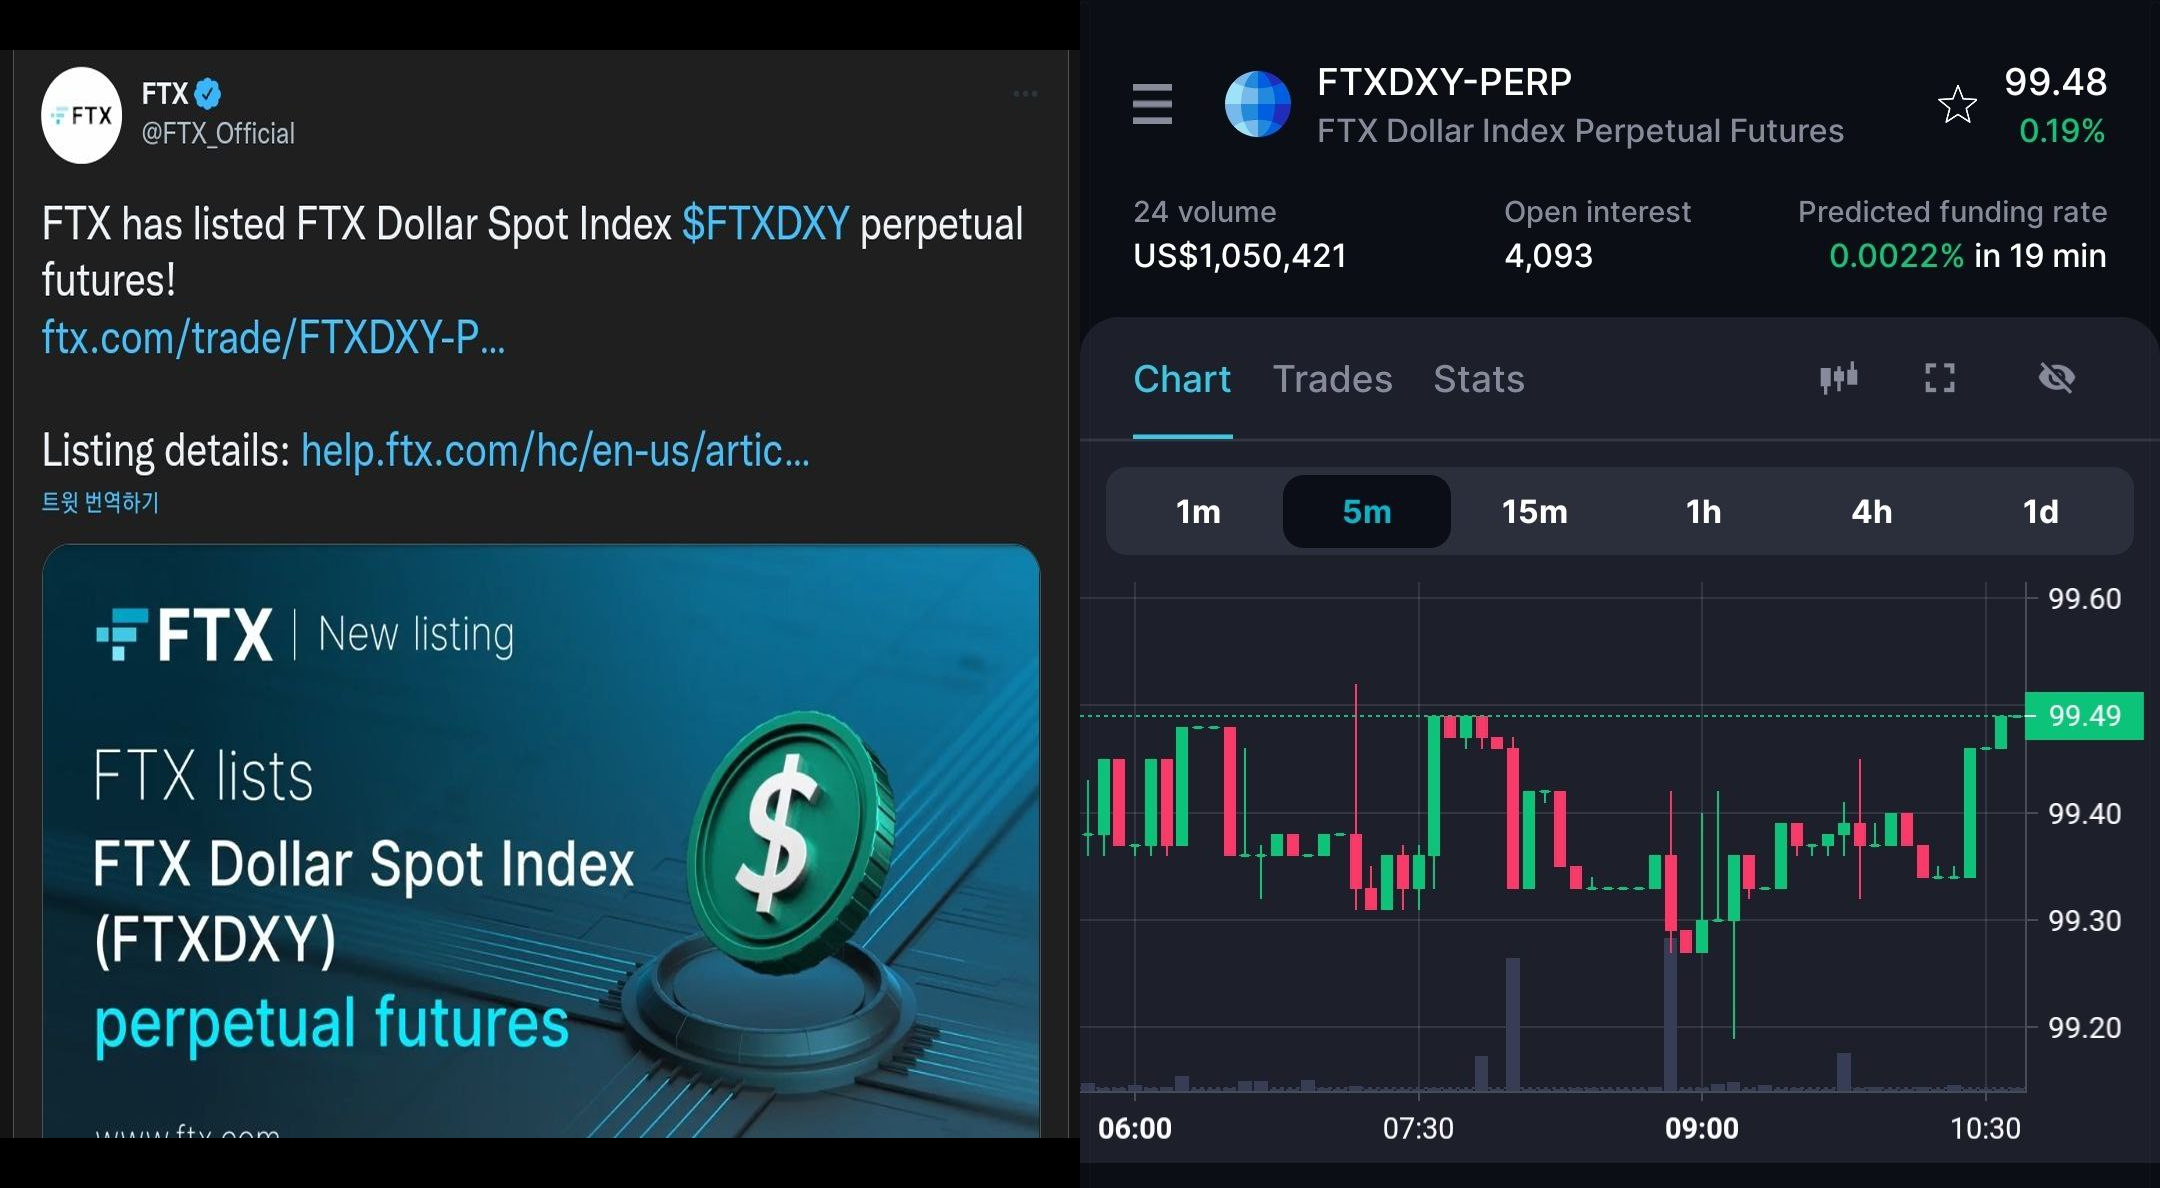 FTX
FTX
@FTX_Official
FTX has listed FTX Dollar Spot Index $FTXDXY perpetual
futures!
ftx.com/trade/FTXDXY-P...
Listing details: help.ftx.com/hc/en-us/artic...
트윗 번역하기
FTX | New listing
FTX lists
FTX Dollar Spot Index
(FTXDXY)
perpetual futures
www.ftx.com
FTXDXY-PERP
FTX Dollar Index Perpetual Futures
99.48
0.19%
24 volume
US$1,050,421
Open interest
4,093
Predicted funding rate
0.0022% in 19 min
Chart Trades Stats
1m 5m 15m 1h 4h 1d
99.60
99.49
99.40
99.30
99.20
06:00 07:30 09:00 10:30